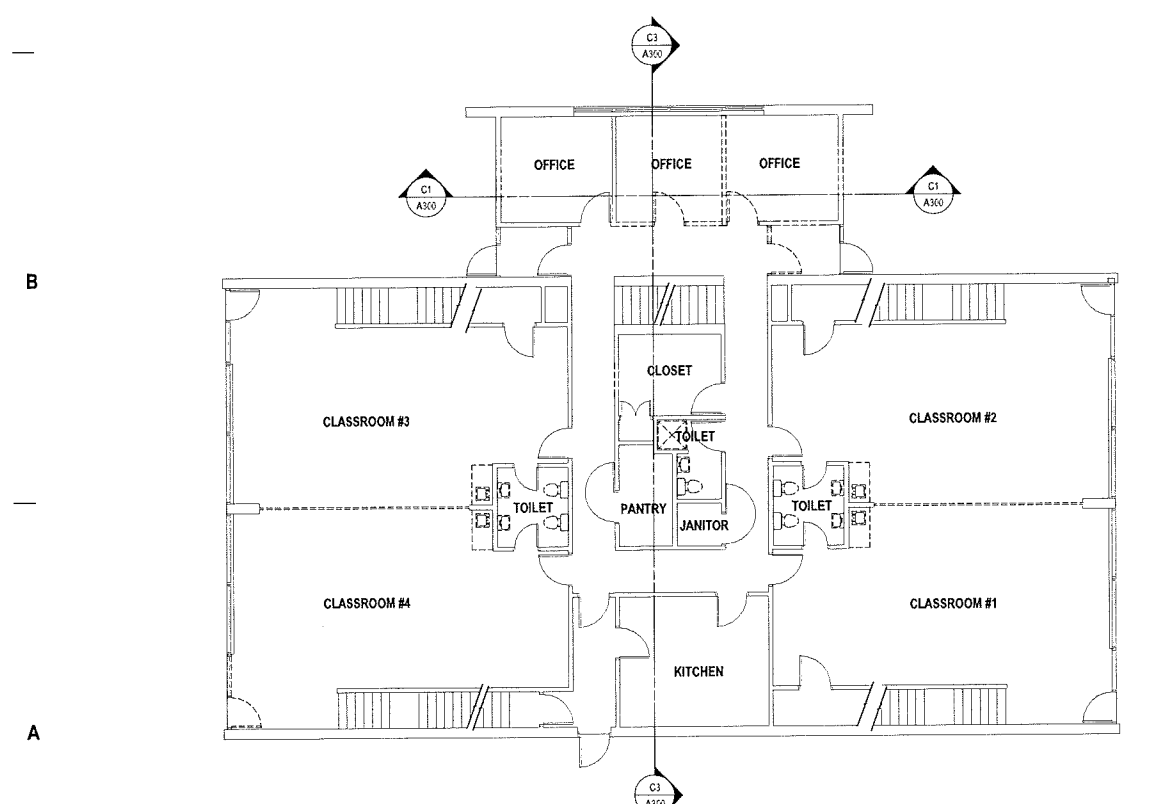 C3
A300
OFFICE
OFFICE
OFFICE
C1
A300
C1
A300
B
CLOSET
CLASSROOM #3
CLASSROOM #2
TOILET
TOILET
PANTRY
TOILET
JANITOR
CLASSROOM #4
CLASSROOM #1
KITCHEN
A
C3
A300